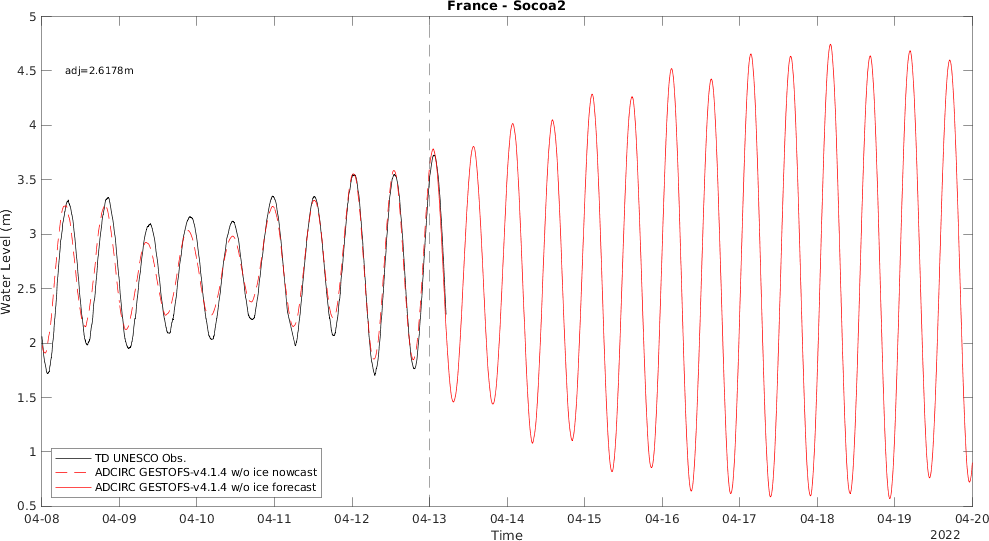 France - Socoa2
adj=2.6178m
Water Level (m)
5
4.5
4
3.5
3
2.5
2
1.5
1
0.5
TD UNESCO Obs.
ADCIRC GESTOFS-v4.1.4 w/o ice nowcast
ADCIRC GESTOFS-v4.1.4 w/o ice forecast
04-08 04-09 04-10 04-11 04-12 04-13 04-14 04-15 04-16 04-17 04-18 04-19 04-20
Time
2022